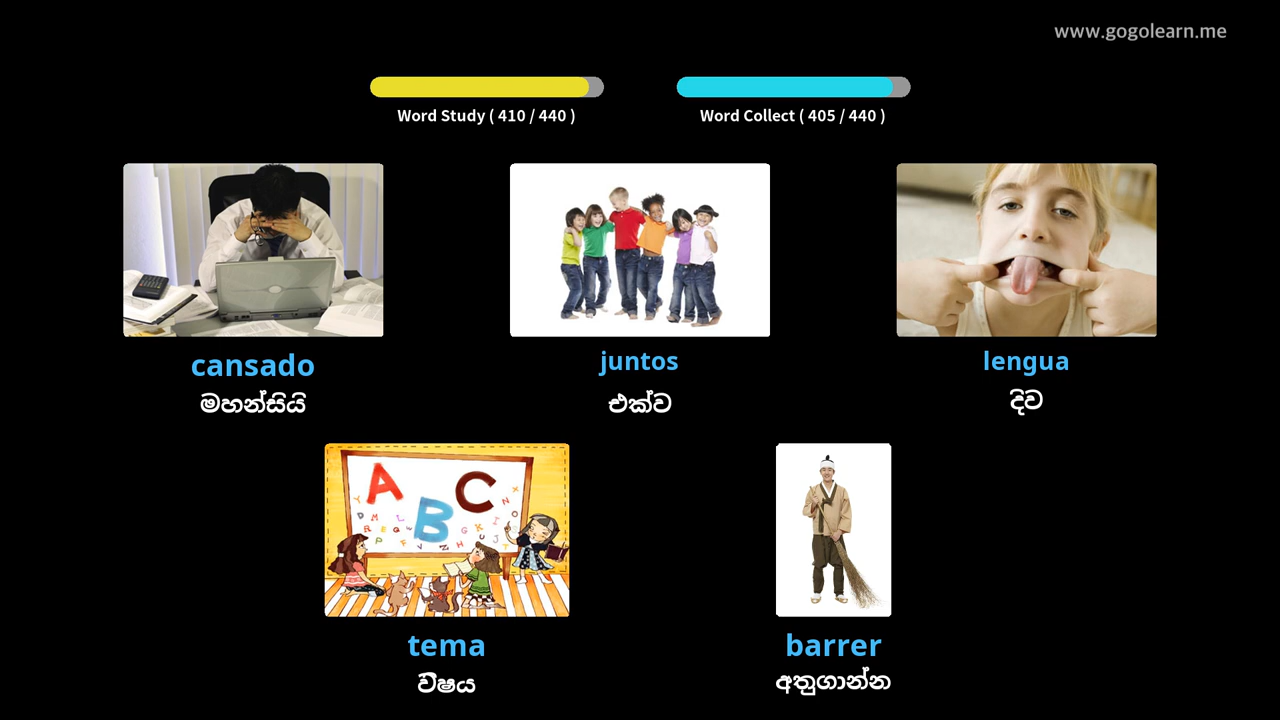 www.gogolearn.me
Word Study ( 410 / 440 )
Word Collect ( 405 / 440 )
cansado
මහන්සියි
juntos
එක්ව
lengua
දිව
tema
විෂය
barrer
අතුගාන්න